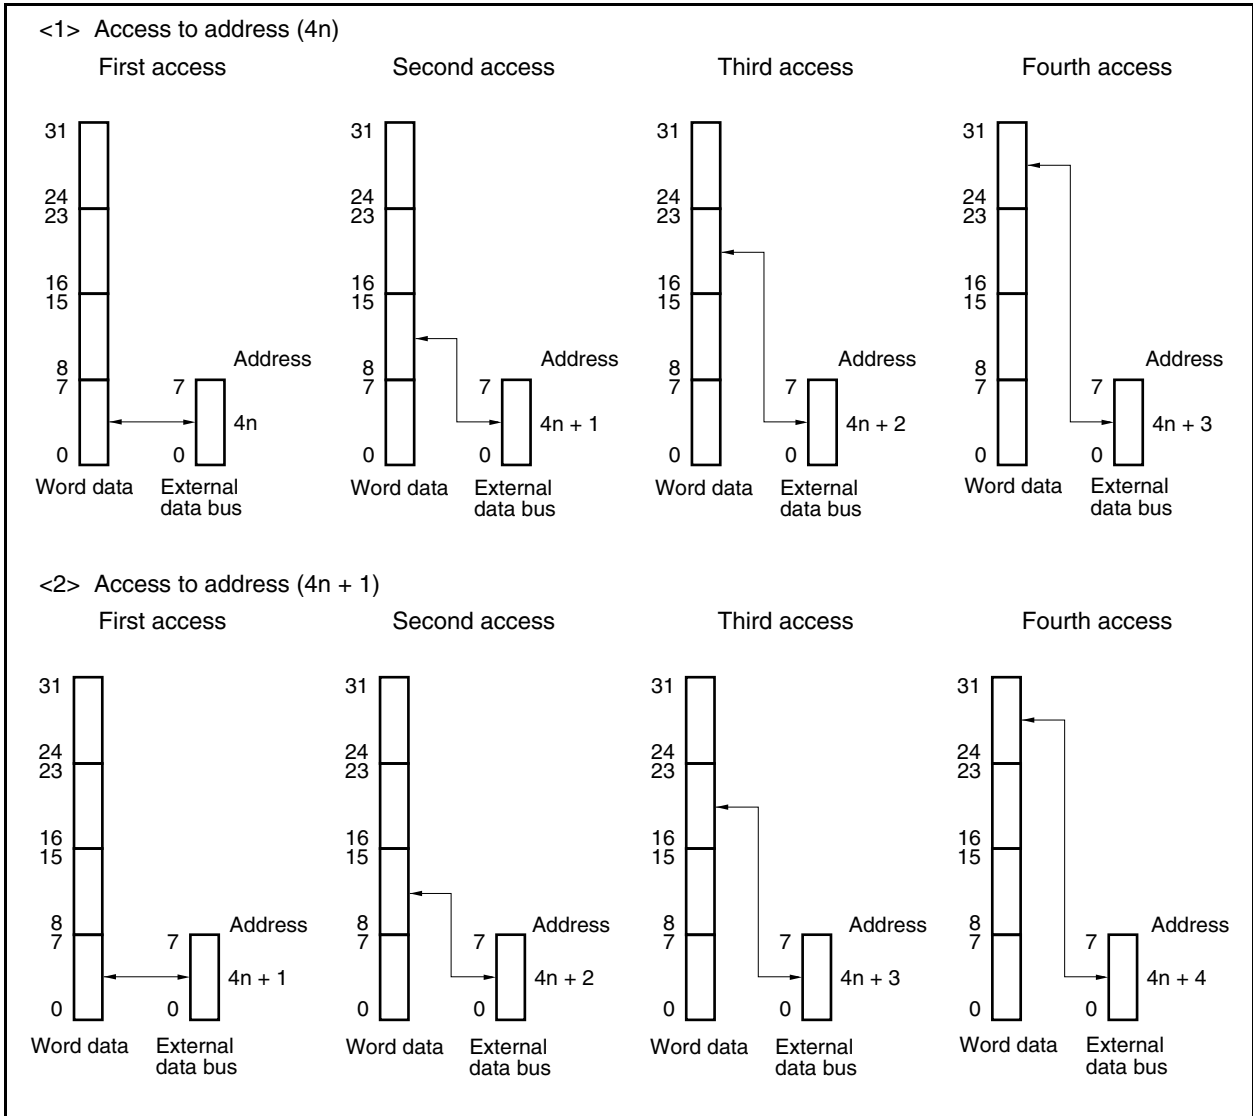 <1> Access to address (4n)
First access
Second access
Third access
Fourth access
31
24
23
16
15
8
7
0
7
0
Address
4n
Word data
External
data bus
31
24
23
16
15
8
7
0
7
0
Address
4n + 1
Word data
External
data bus
31
24
23
16
15
8
7
0
7
0
Address
4n + 2
Word data
External
data bus
31
24
23
16
15
8
7
0
7
0
Address
4n + 3
Word data
External
data bus
<2> Access to address (4n + 1)
First access
Second access
Third access
Fourth access
31
24
23
16
15
8
7
0
7
0
Address
4n + 1
Word data
External
data bus
31
24
23
16
15
8
7
0
7
0
Address
4n + 2
Word data
External
data bus
31
24
23
16
15
8
7
0
7
0
Address
4n + 3
Word data
External
data bus
31
24
23
16
15
8
7
0
7
0
Address
4n + 4
Word data
External
data bus